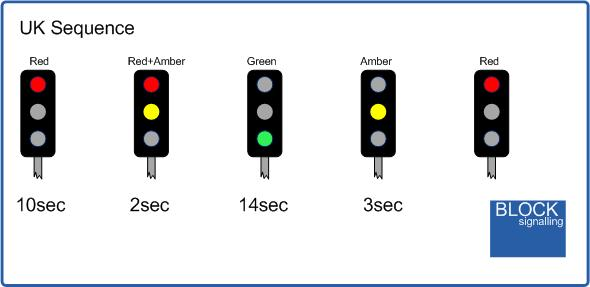 UK Sequence
Red Red+Amber Green Amber Red
10sec 2sec 14sec 3sec
BLOCK
signalling